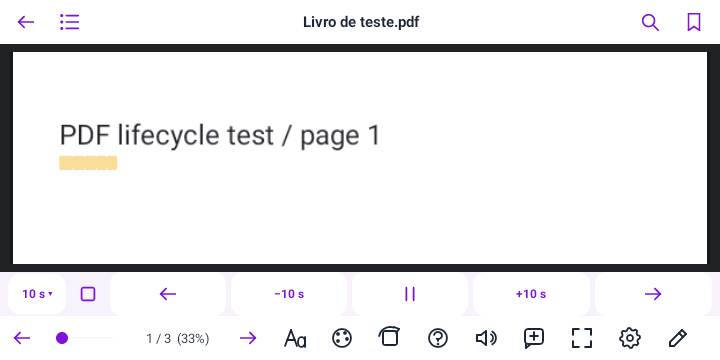 Livro de teste.pdf
PDF lifecycle test / page 1
10 s ▾ −10 s +10 s
1 / 3 (33%) Aa